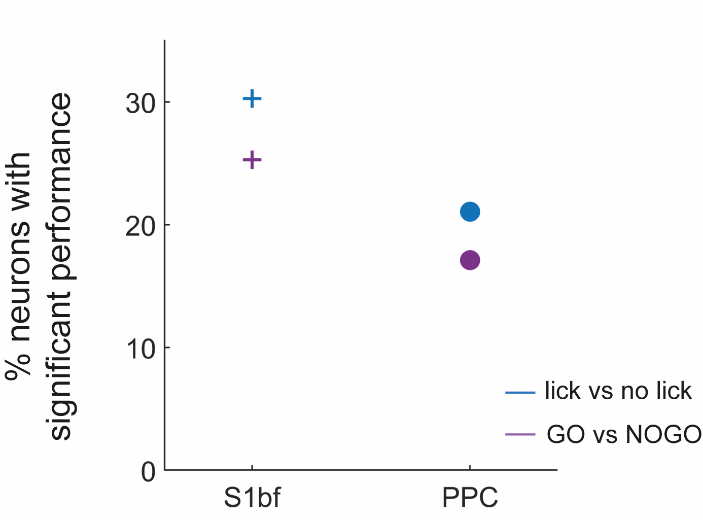 % neurons with
significant performance
30
20
10
0
S1bf
PPC
lick vs no lick
GO vs NOGO